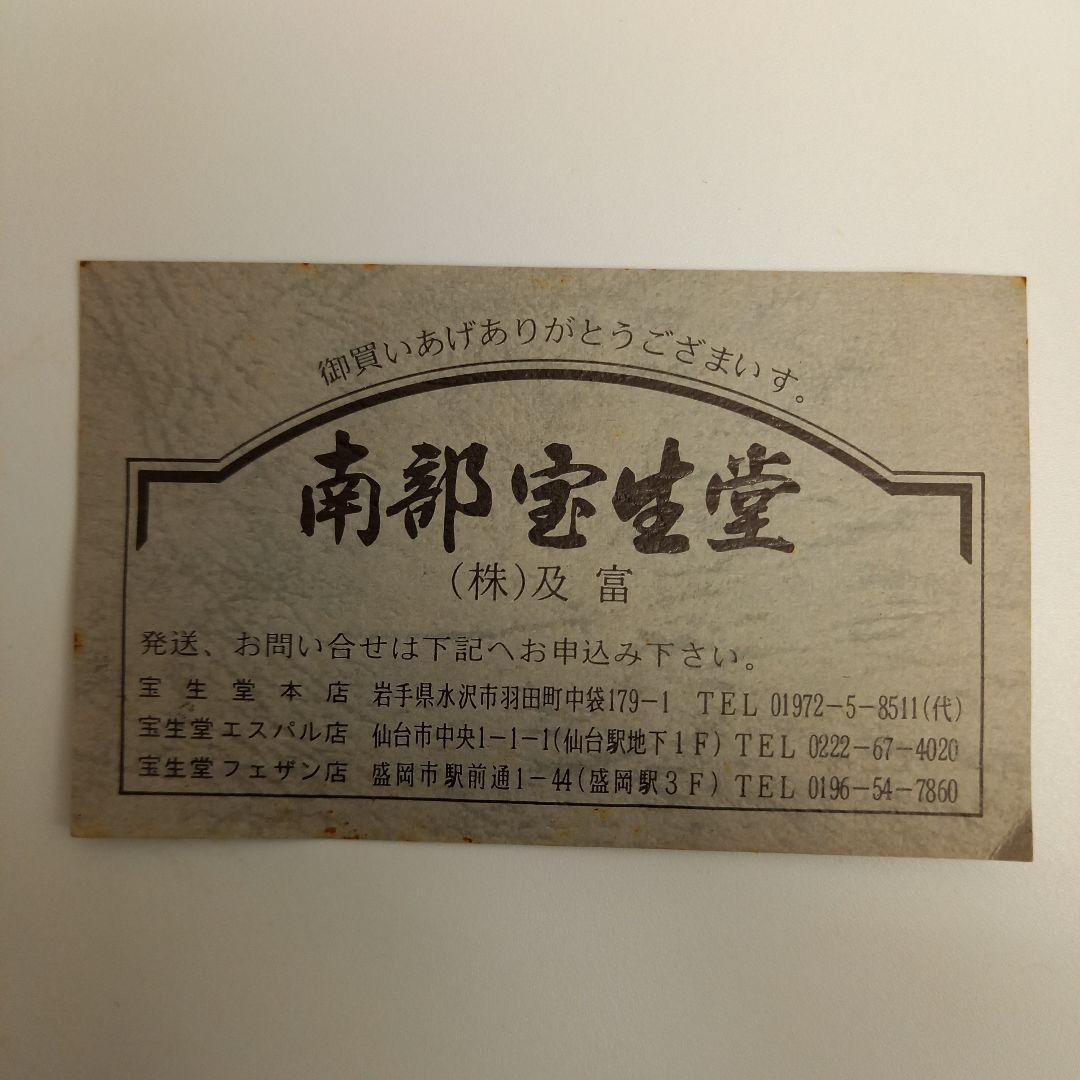 御買いあげありがとうございます。
南部宝生堂
(株)及富
発送、お問い合せは下記へお申込み下さい。
宝生堂本店 岩手県水沢市羽田町中袋179-1 TEL 01972-5-8511(代)
宝生堂エスパル店 仙台市中央1-1-1(仙台駅地下1F) TEL 0222-67-4020
宝生堂フェザン店 盛岡市駅前通1-44(盛岡駅3F) TEL 0196-54-7860